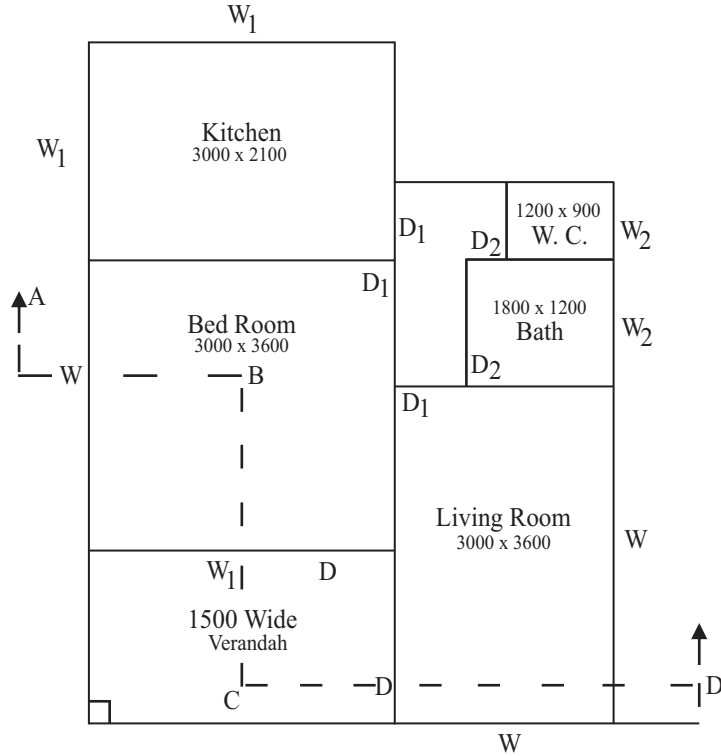 W1
W1
Kitchen
3000 x 2100
D1
D2
1200 x 900
W. C.
W2
A
D1
Bed Room
3000 x 3600
1800 x 1200
Bath
W2
W
B
D2
D1
Living Room
3000 x 3600
W
W1
D
1500 Wide
Verandah
C
D
D
W